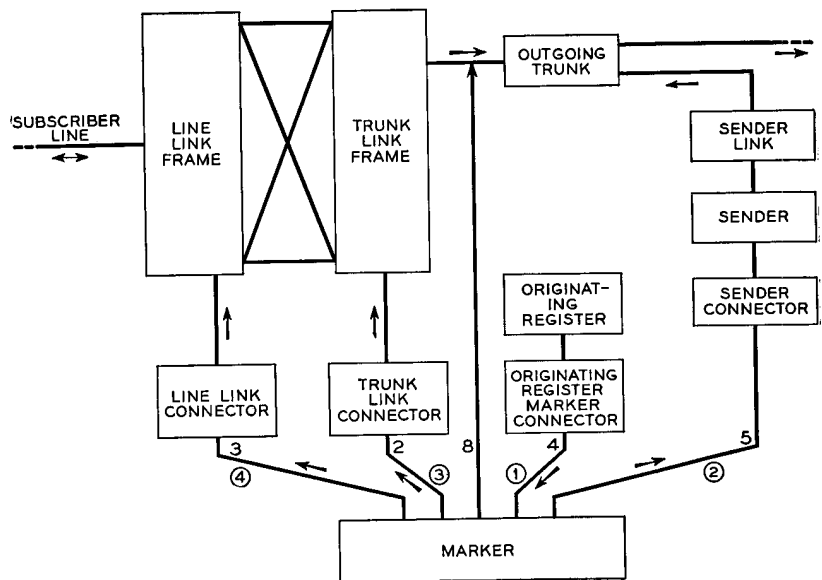 SUBSCRIBER
LINE
LINE
LINK
FRAME
TRUNK
LINK
FRAME
OUTGOING
TRUNK
SENDER
LINK
SENDER
SENDER
CONNECTOR
ORIGINAT-
ING
REGISTER
ORIGINATING
REGISTER
MARKER
CONNECTOR
LINE LINK
CONNECTOR
TRUNK
LINK
CONNECTOR
3
④
2
③
8
4
①
5
②
MARKER